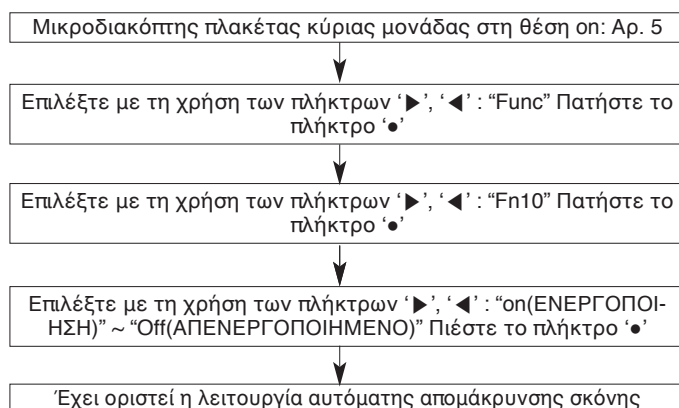 Μικροδιακόπτης πλακέτας κύριας μονάδας στη θέση on: Αρ. 5
Επιλέξτε με τη χρήση των πλήκτρων ‘▶’, ‘◀’ : “Func” Πατήστε το
πλήκτρο ‘●’
Επιλέξτε με τη χρήση των πλήκτρων ‘▶’, ‘◀’ : “Fn10” Πατήστε το
πλήκτρο ‘●’
Επιλέξτε με τη χρήση των πλήκτρων ‘▶’, ‘◀’ : “on(ΕΝΕΡΓΟΠΟΙ-
ΗΣΗ)” ~ “Off(ΑΠΕΝΕΡΓΟΠΟΙΗΜΕΝΟ)” Πιέστε το πλήκτρο ‘●’
Έχει οριστεί η λειτουργία αυτόματης απομάκρυνσης σκόνης